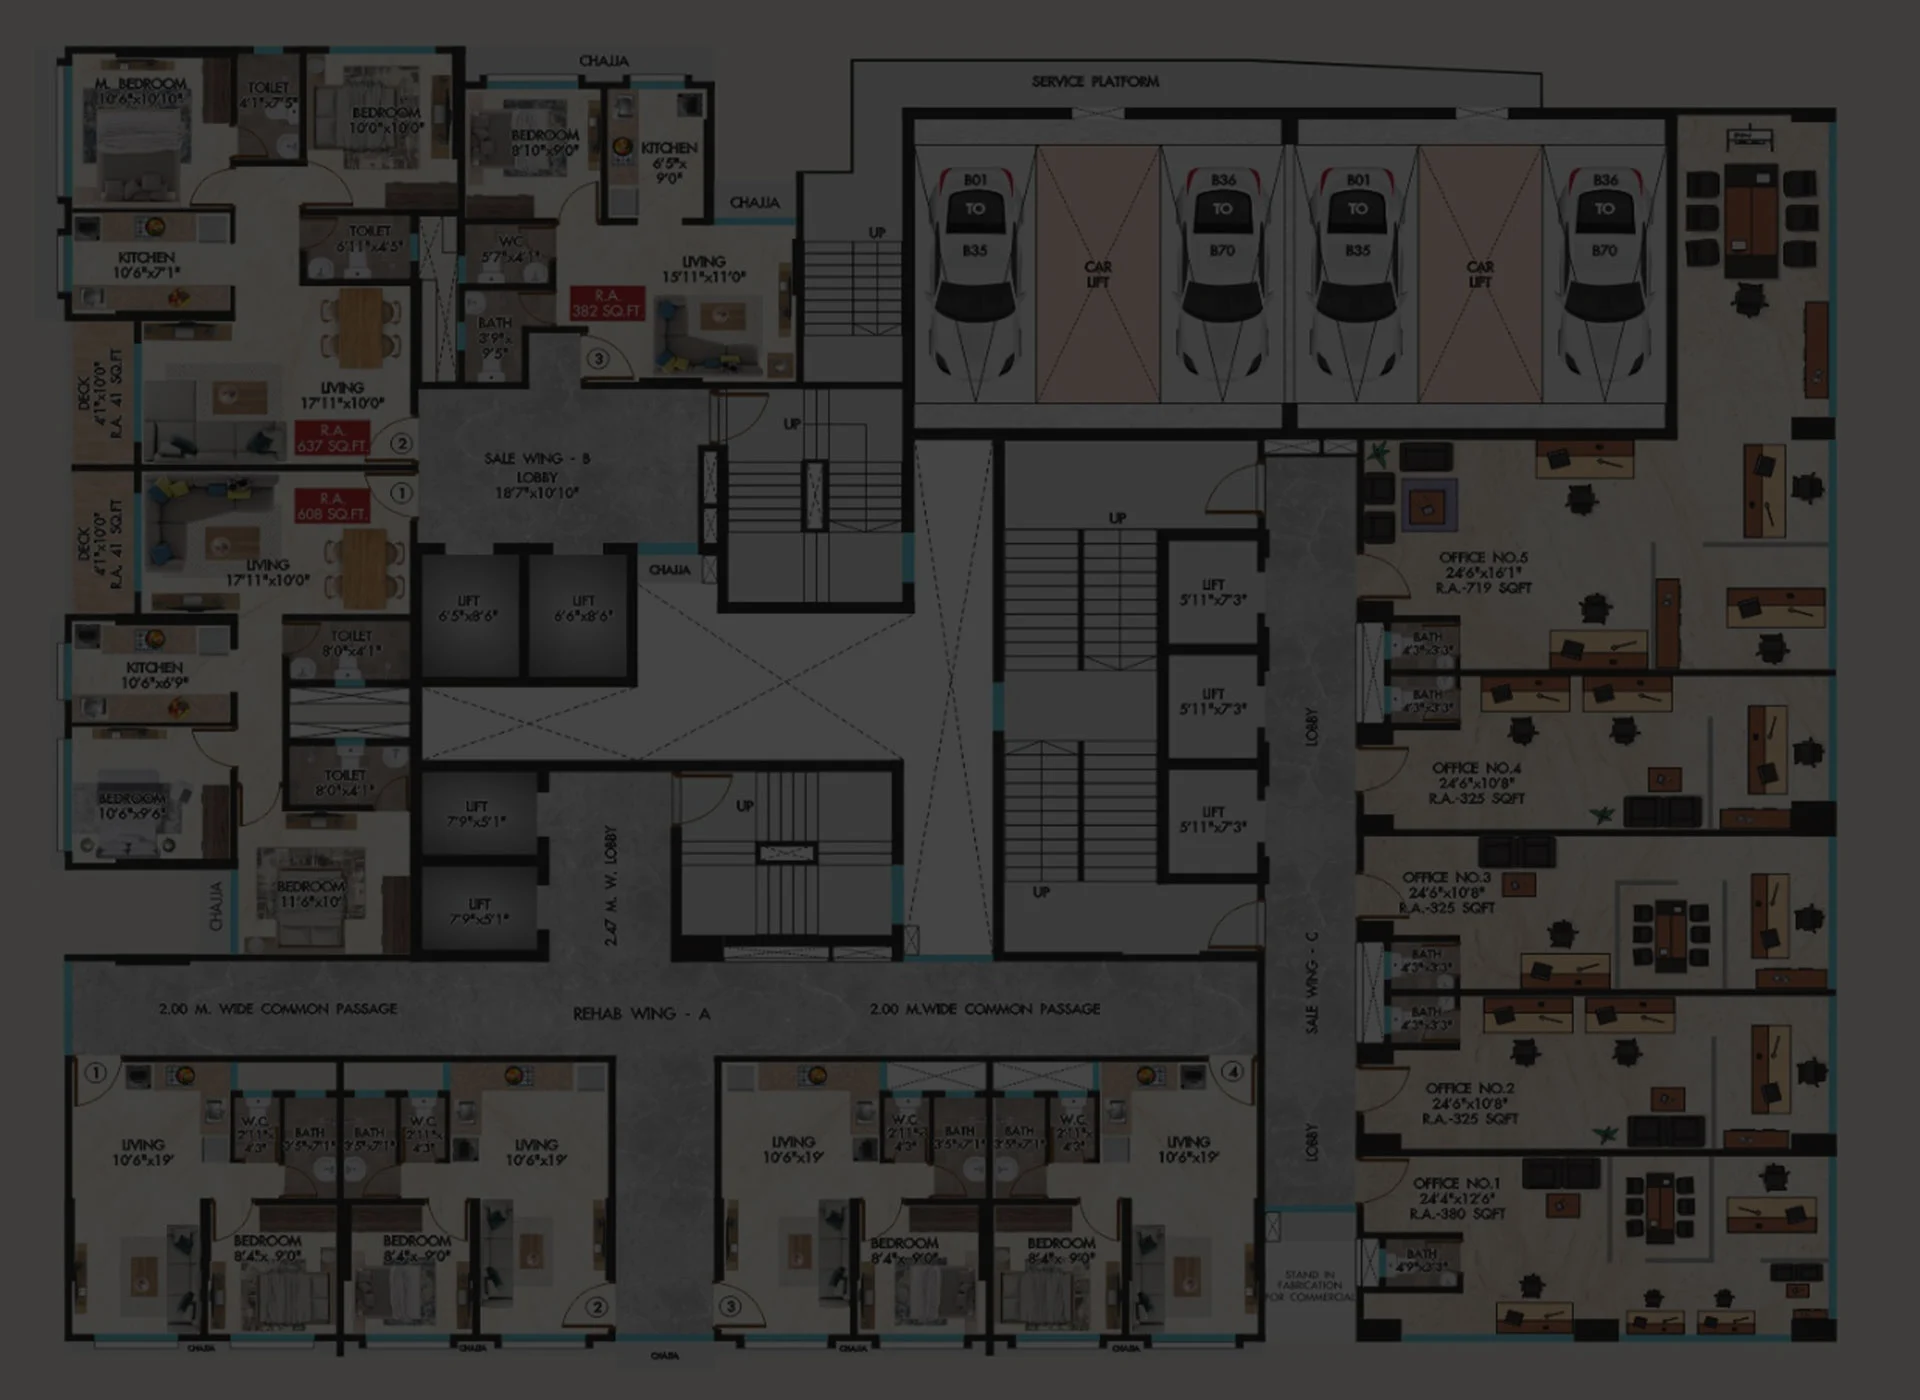 CHAJJA
SERVICE PLATFORM
M. BEDROOM
10'6"x10'10"
TOILET
4'1"x7'5"
BEDROOM
10'0"x10'0"
BEDROOM
8'10"x9'0"
KITCHEN
6'5"x
9'0"
CHAJJA
B01
TO
B35
CAR
LIFT
B36
TO
B70
B01
TO
B35
CAR
LIFT
B36
TO
B70
KITCHEN
10'6"x7'1"
TOILET
6'11"x4'5"
WC
5'7"x4'1"
LIVING
15'11"x11'0"
UP
R.A.
382 SQ.FT.
BATH
3'9"x
9'5"
3
DECK
4'1"x10'0"
R.A. 41 SQ.FT
LIVING
17'11"x10'0"
R.A.
637 SQ.FT.
2
UP
SALE WING - B
LOBBY
18'7"x10'10"
DECK
4'1"x10'0"
R.A. 41 SQ.FT
R.A.
608 SQ.FT.
1
LIVING
17'11"x10'0"
CHAJJA
UP
LIFT
6'5"x8'6"
LIFT
6'6"x8'6"
LIFT
5'11"x7'3"
OFFICE NO.5
24'6"x16'1"
R.A.-719 SQFT
KITCHEN
10'6"x6'9"
TOILET
8'0"x4'1"
BATH
4'3"x3'3"
BATH
4'3"x3'3"
LIFT
5'11"x7'3"
LOBBY
BEDROOM
10'6"x9'6"
TOILET
8'0"x4'1"
LIFT
7'9"x5'1"
UP
LIFT
5'11"x7'3"
OFFICE NO.4
24'6"x10'8"
R.A.-325 SQFT
2.47 M. W. LOBBY
CHAJJA
BEDROOM
11'6"x10'
LIFT
7'9"x5'1"
UP
OFFICE NO.3
24'6"x10'8"
R.A.-325 SQFT
SALE WING - C
BATH
4'3"x3'3"
BATH
4'3"x3'3"
2.00 M. WIDE COMMON PASSAGE
REHAB WING - A
2.00 M.WIDE COMMON PASSAGE
OFFICE NO.2
24'6"x10'8"
R.A.-325 SQFT
1
4
LIVING
10'6"x19'
W.C
2'11"x
4'3"
BATH
3'5"x7'1"
BATH
3'5"x7'1"
W.C
2'11"x
4'3"
LIVING
10'6"x19'
LIVING
10'6"x19'
W.C
2'11"x
4'3"
BATH
3'5"x7'1"
BATH
3'5"x7'1"
W.C
2'11"x
4'3"
LIVING
10'6"x19'
LOBBY
OFFICE NO.1
24'4"x12'6"
R.A.-380 SQFT
BEDROOM
8'4"x 9'0"
BEDROOM
8'4"x 9'0"
BEDROOM
8'4"x 9'0"
BEDROOM
8'4"x 9'0"
BATH
4'9"x3'3"
STAND IN
FABRICATION
FOR COMMERCIAL
2
3
CHAJJA
CHAJJA
CHAJJA
CHAJJA
CHAJJA